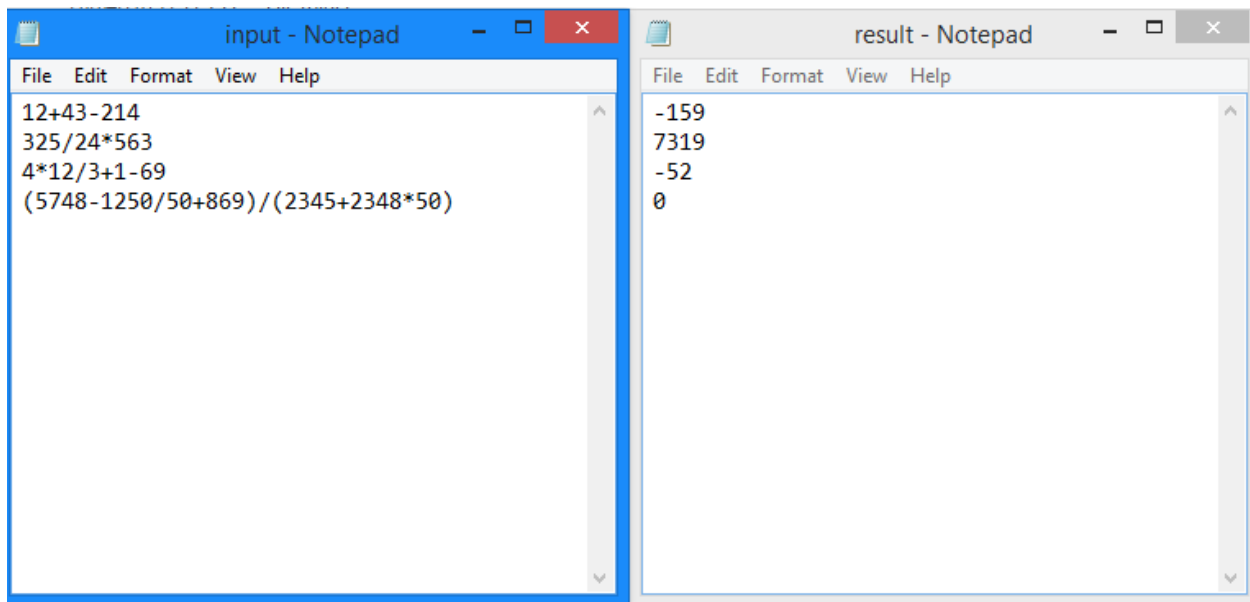 input - Notepad
File Edit Format View Help
12+43-214
325/24*563
4*12/3+1-69
(5748-1250/50+869)/(2345+2348*50)
result - Notepad
File Edit Format View Help
-159
7319
-52
0